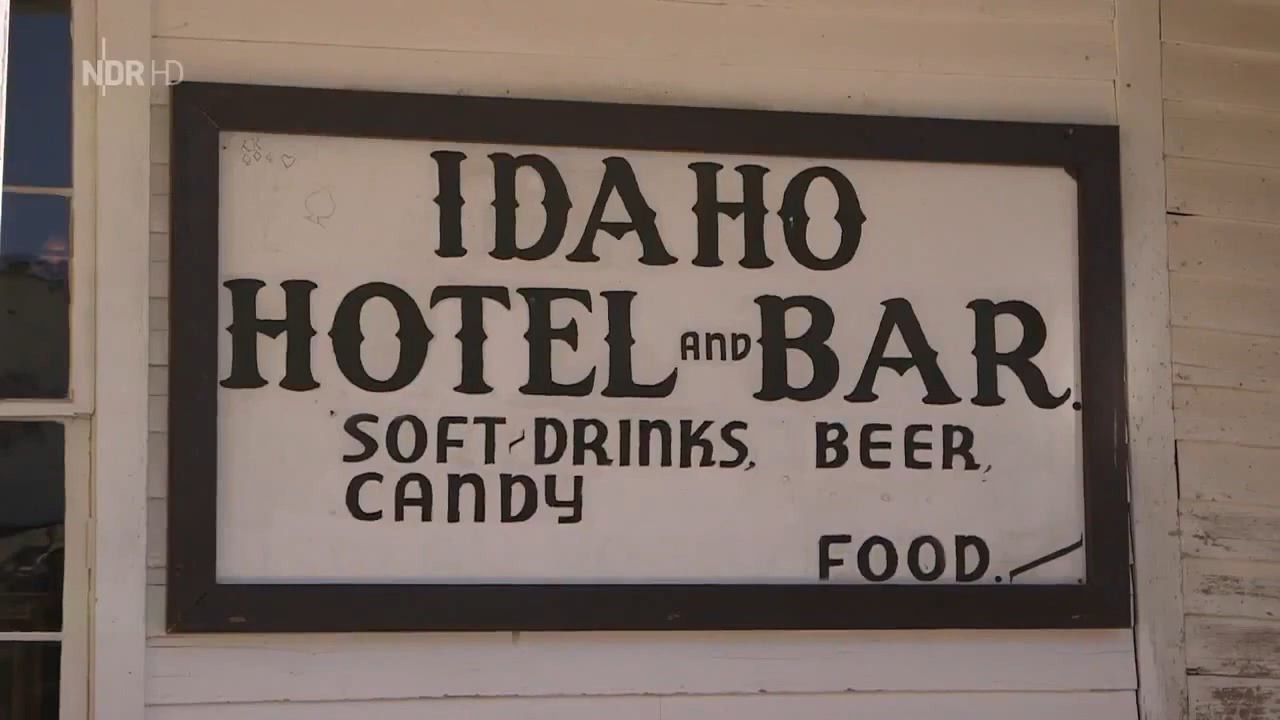 NDR HD
IDAHO
HOTEL AND BAR.
SOFT-DRINKS, BEER,
CANDY
FOOD.